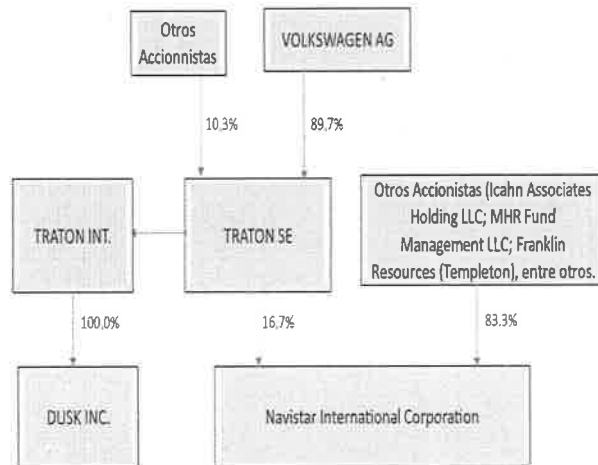 Otros
Accionnistas
VOLKSWAGEN AG
10,3%
89,7%
TRATON INT.
TRATON SE
Otros Accionistas (Icahn Associates
Holding LLC; MHR Fund
Management LLC; Franklin
Resources (Templeton), entre otros.
100,0%
16,7%
83.3%
DUSK INC.
Navistar International Corporation